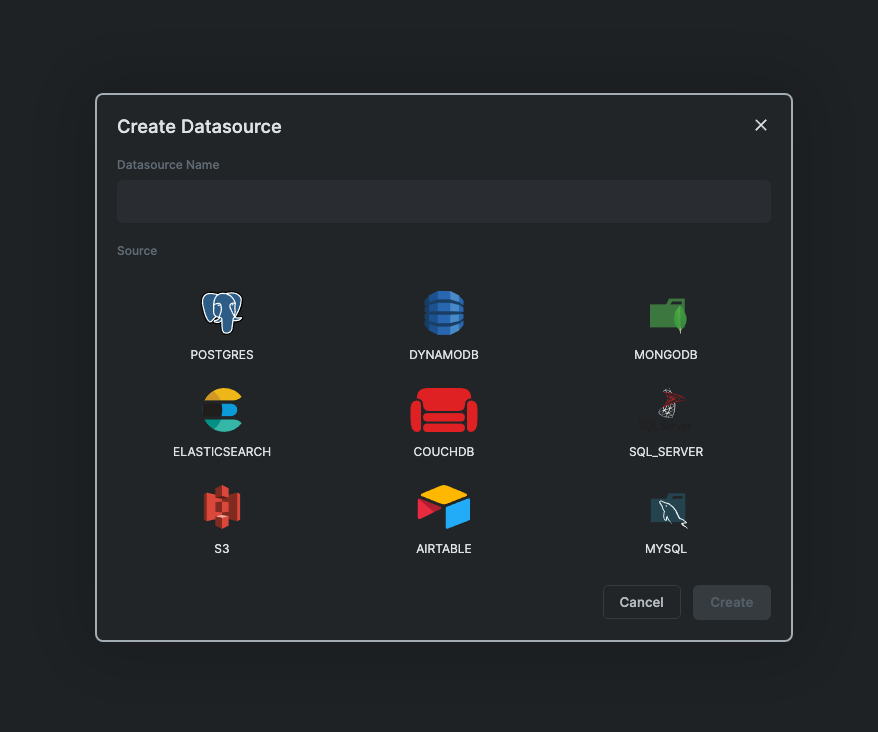 Create Datasource
Datasource Name
Source
POSTGRES
DYNAMODB
MONGODB
ELASTICSEARCH
COUCHDB
SQL_SERVER
S3
AIRTABLE
MYSQL
Cancel
Create